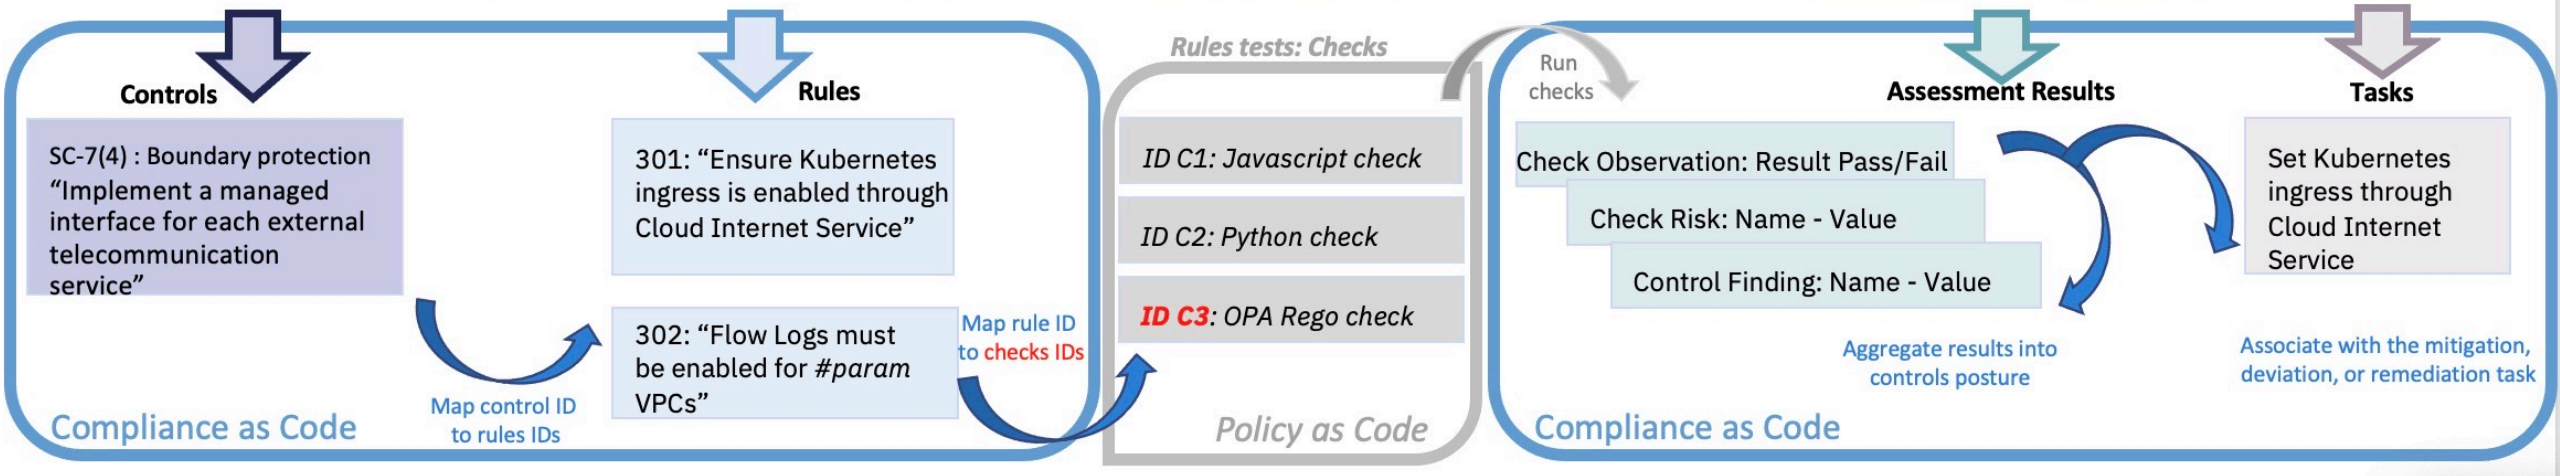 Controls
SC-7(4) : Boundary protection
“Implement a managed
interface for each external
telecommunication
service”
Map control ID
to rules IDs
Compliance as Code
Rules
301: “Ensure Kubernetes
ingress is enabled through
Cloud Internet Service”
302: “Flow Logs must
be enabled for #param
VPCs”
Map rule ID
to checks IDs
Rules tests: Checks
ID C1: Javascript check
ID C2: Python check
ID C3: OPA Rego check
Policy as Code
Run
checks
Assessment Results
Check Observation: Result Pass/Fail
Check Risk: Name - Value
Control Finding: Name - Value
Aggregate results into
controls posture
Compliance as Code
Tasks
Set Kubernetes
ingress through
Cloud Internet
Service
Associate with the mitigation,
deviation, or remediation task